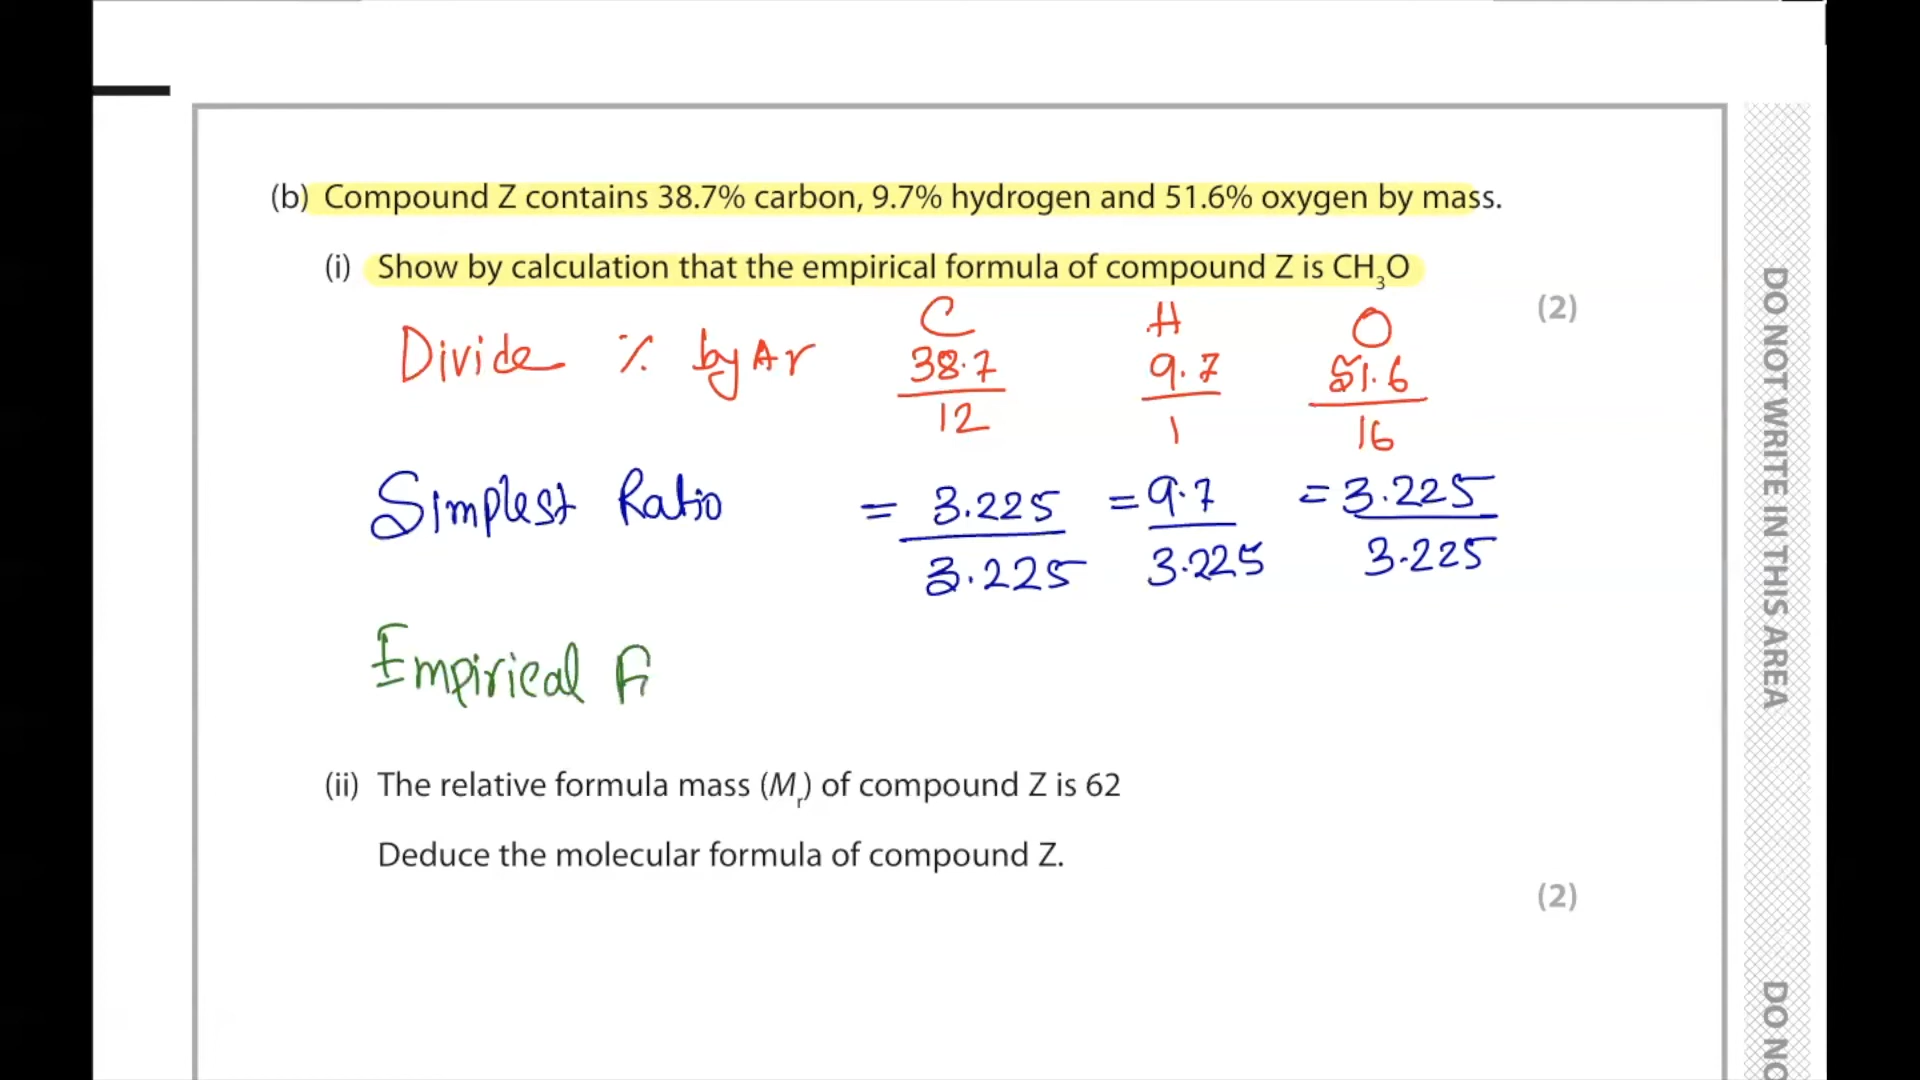 (b) Compound Z contains 38.7% carbon, 9.7% hydrogen and 51.6% oxygen by mass.
(i) Show by calculation that the empirical formula of compound Z is CH₃O
(2)
C H O
Divide % by Ar 38.7 9.7 51.6
12 1 16
Simplest Ratio = 3.225 = 9.7 = 3.225
3.225 3.225 3.225
Empirical F
(ii) The relative formula mass (Mᵣ) of compound Z is 62
Deduce the molecular formula of compound Z.
(2)
DO NOT WRITE IN THIS AREA
DO NO